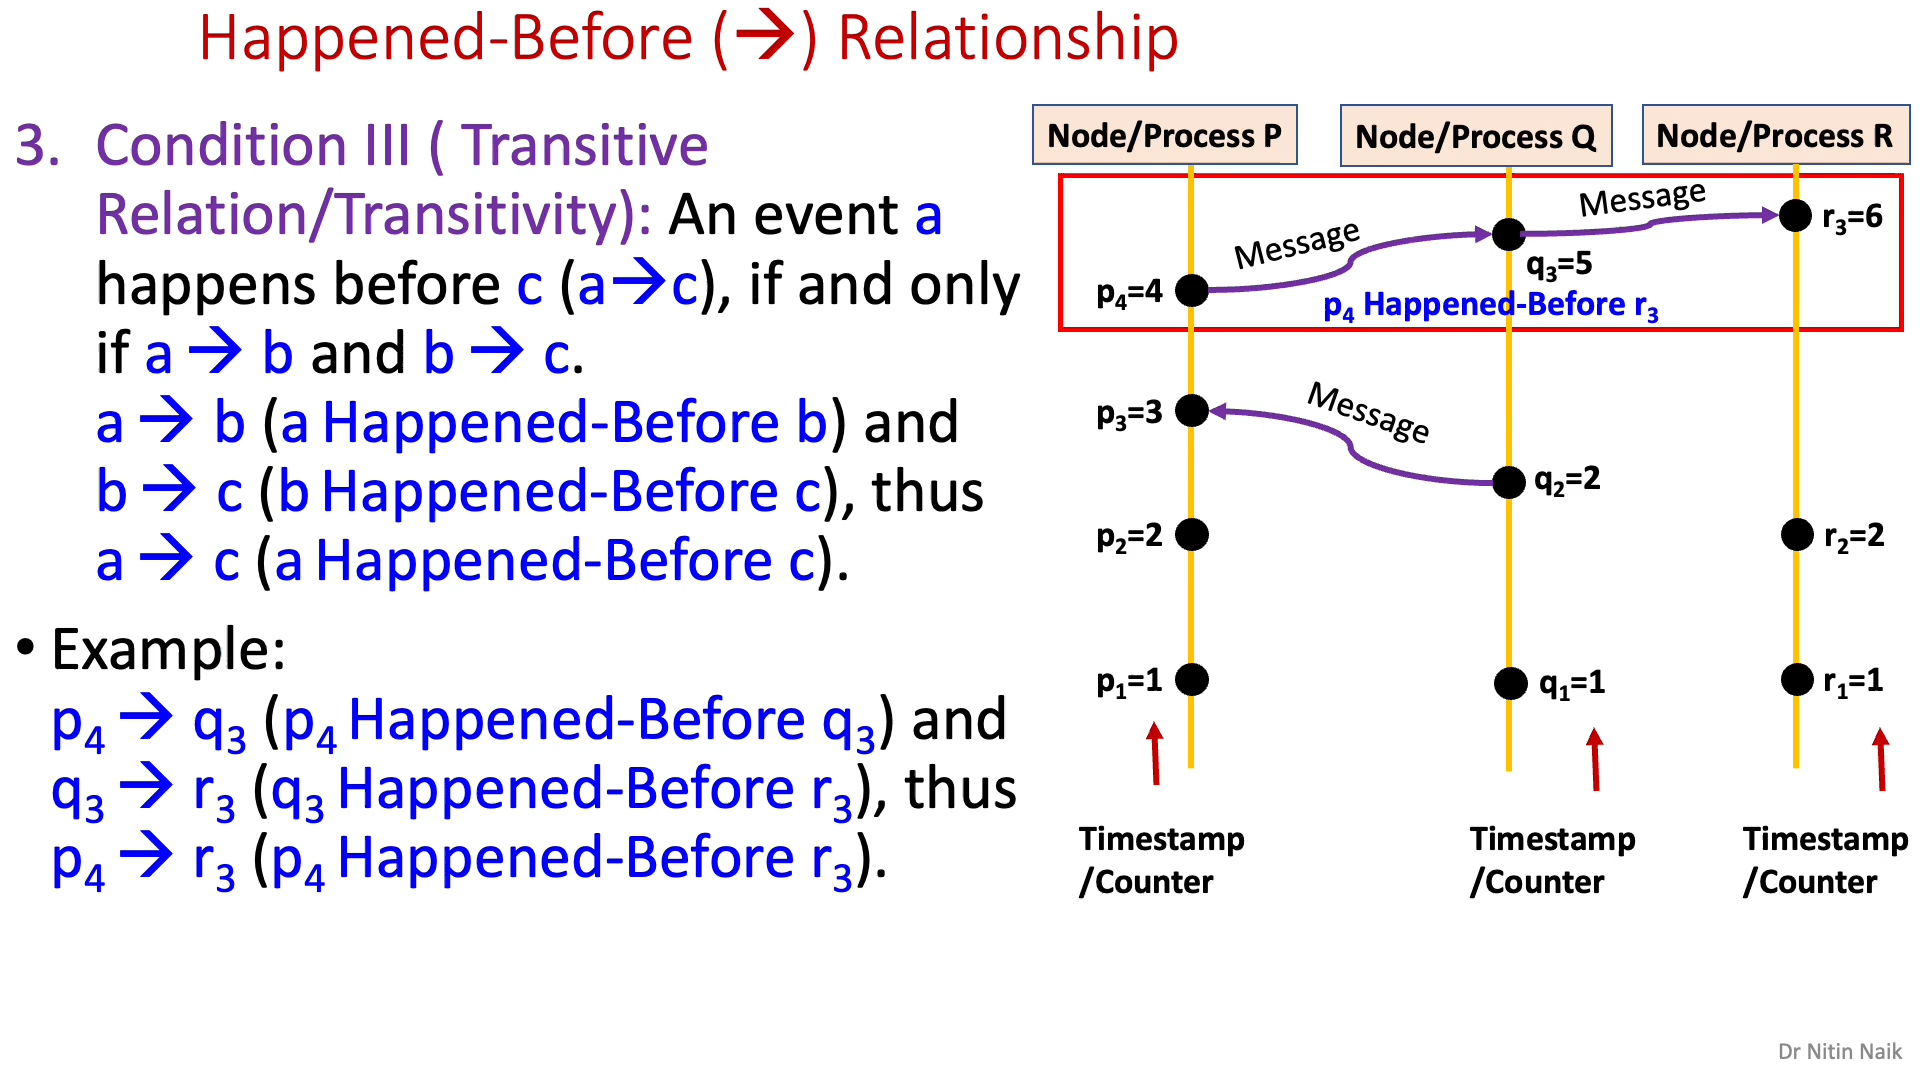 Happened-Before (➔) Relationship
3. Condition III ( Transitive
Relation/Transitivity): An event a
happens before c (a➔c), if and only
if a ➔ b and b ➔ c.
a ➔ b (a Happened-Before b) and
b ➔ c (b Happened-Before c), thus
a ➔ c (a Happened-Before c).
• Example:
p₄ ➔ q₃ (p₄ Happened-Before q₃) and
q₃ ➔ r₃ (q₃ Happened-Before r₃), thus
p₄ ➔ r₃ (p₄ Happened-Before r₃).
Node/Process P
Node/Process Q
Node/Process R
Message
Message
r₃=6
q₃=5
p₄=4
p₄ Happened-Before r₃
Message
p₃=3
q₂=2
p₂=2
r₂=2
p₁=1
q₁=1
r₁=1
Timestamp
/Counter
Timestamp
/Counter
Timestamp
/Counter
Dr Nitin Naik